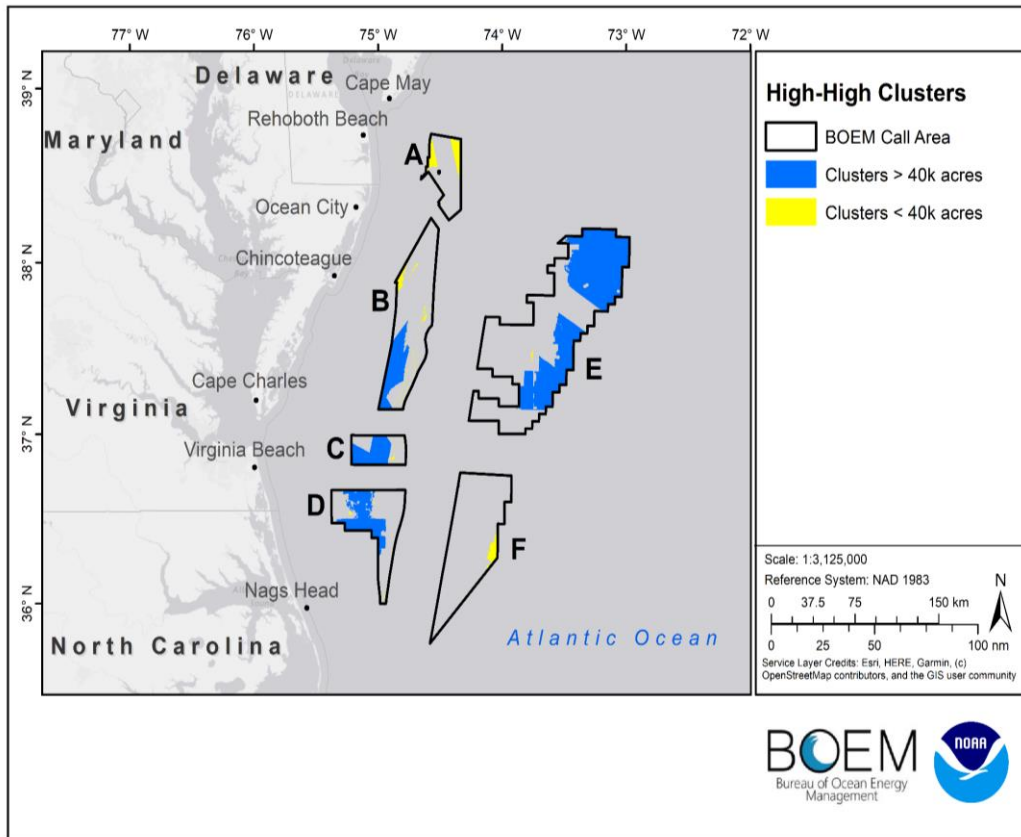 77° W 76° W 75° W 74° W 73° W 72° W
39° N
38° N
37° N
36° N
Delaware
DELAWARE
Cape May
Rehoboth Beach
Maryland
A
Ocean City
Chincoteague
B
E
Cape Charles
Virginia
C
Virginia Beach
D
F
Nags Head
North Carolina
Atlantic Ocean
High-High Clusters
BOEM Call Area
Clusters > 40k acres
Clusters < 40k acres
Scale: 1:3,125,000
Reference System: NAD 1983
N
0 37.5 75 150 km
0 25 50 100 nm
Service Layer Credits: Esri, HERE, Garmin, (c)
OpenStreetMap contributors, and the GIS user community
BOEM
Bureau of Ocean Energy
Management
NOAA